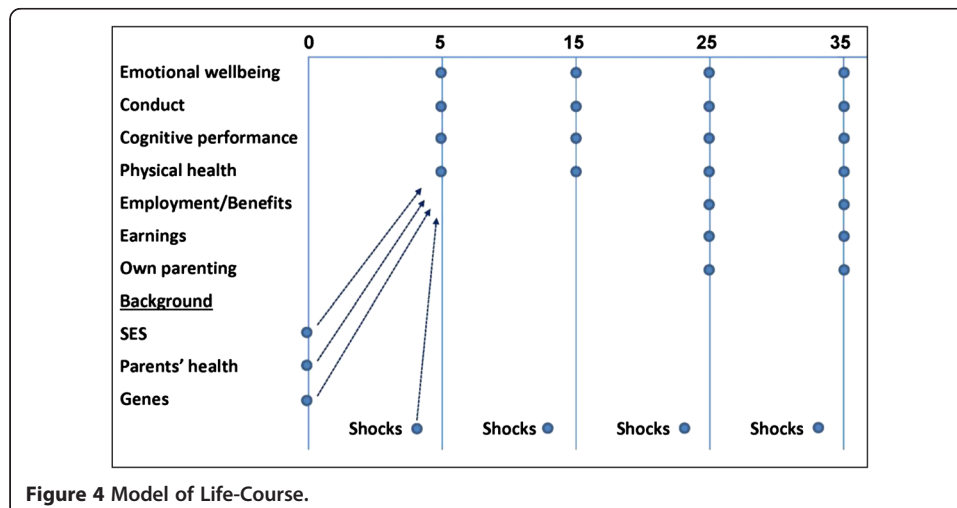 0 5 15 25 35
Emotional wellbeing
Conduct
Cognitive performance
Physical health
Employment/Benefits
Earnings
Own parenting
Background
SES
Parents’ health
Genes
Shocks Shocks Shocks Shocks
Figure 4 Model of Life-Course.